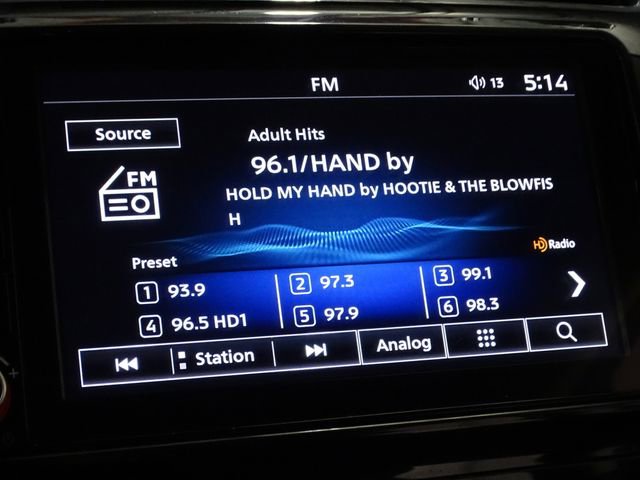 FM 13 5:14
Source
Adult Hits
FM
96.1/HAND by
HOLD MY HAND by HOOTIE & THE BLOWFIS
H
HD Radio
Preset
1 93.9 2 97.3 3 99.1
4 96.5 HD1 5 97.9 6 98.3
Station Analog